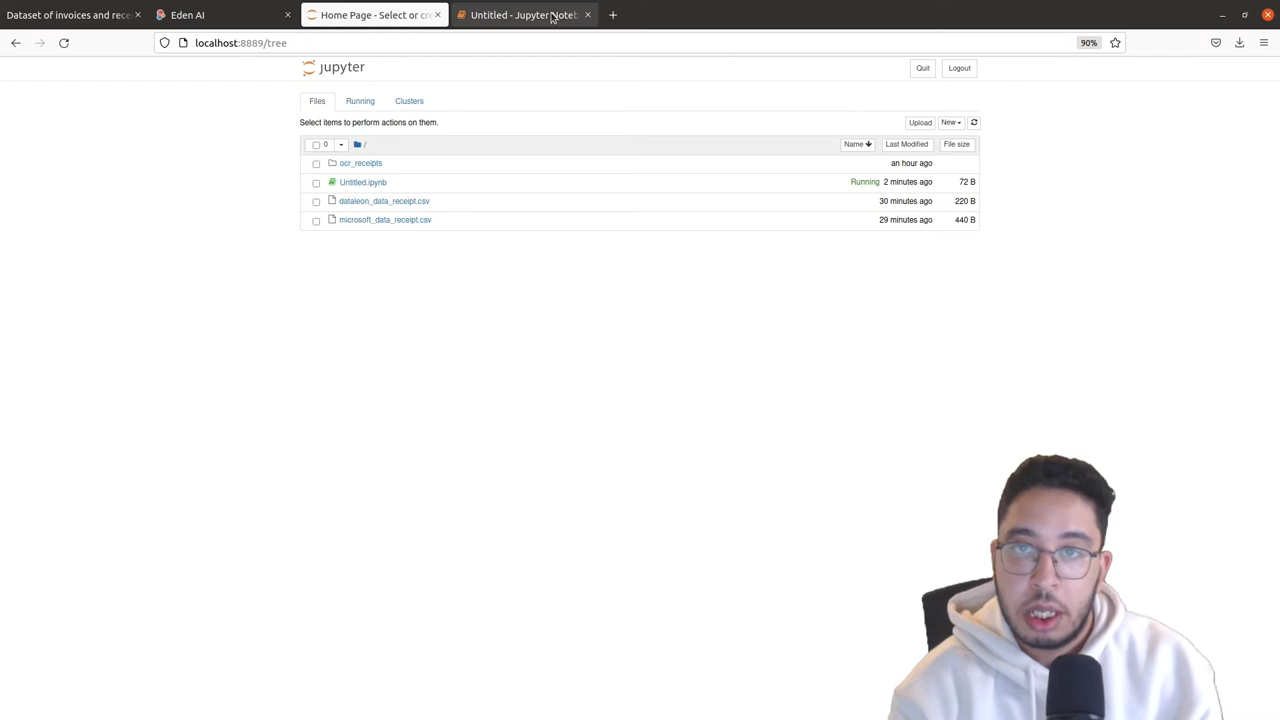 Dataset of invoices and rece
Eden AI
Home Page - Select or cre
Untitled - Jupyter Noteb
localhost:8889/tree
90%
jupyter
Quit
Logout
Files
Running
Clusters
Select items to perform actions on them.
Upload
New
0
/
Name
Last Modified
File size
ocr_receipts
an hour ago
Untitled.ipynb
Running 2 minutes ago
72 B
dataleon_data_receipt.csv
30 minutes ago
220 B
microsoft_data_receipt.csv
29 minutes ago
440 B